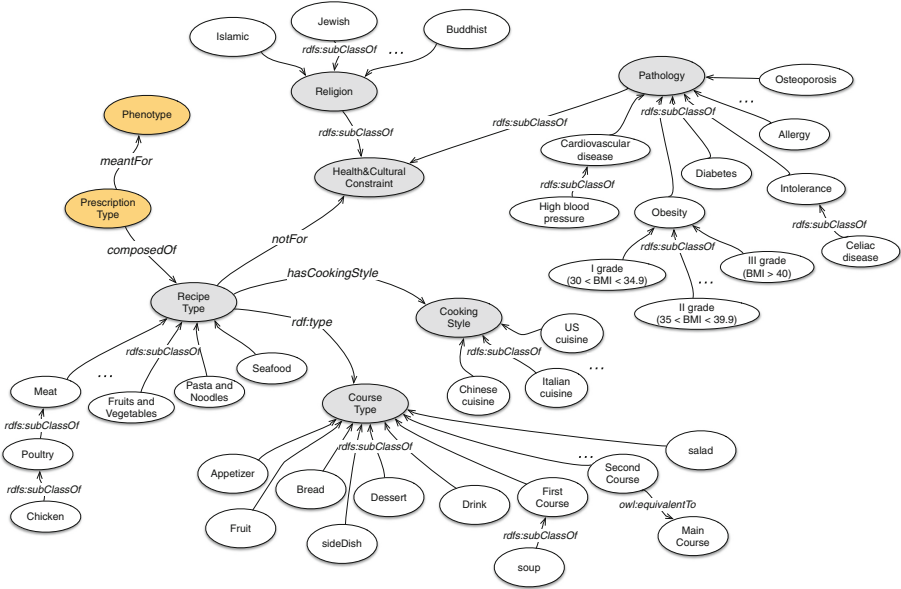 Jewish
Islamic
Buddhist
rdfs:subClassOf
...
Religion
Pathology
Osteoporosis
...
rdfs:subClassOf
Phenotype
rdfs:subClassOf
rdfs:subClassOf
Allergy
meantFor
Cardiovascular
disease
Health&Cultural
Constraint
Diabetes
rdfs:subClassOf
Intolerance
Prescription
Type
High blood
pressure
Obesity
rdfs:subClassOf
notFor
composedOf
rdfs:subClassOf
Celiac
disease
I grade
(30 < BMI < 34.9)
III grade
(BMI > 40)
...
hasCookingStyle
Recipe
Type
Cooking
Style
II grade
(35 < BMI < 39.9)
rdf:type
US
cuisine
rdfs:subClassOf
rdfs:subClassOf
...
Seafood
...
Meat
Pasta and
Noodles
Italian
cuisine
Chinese
cuisine
Fruits and
Vegetables
Course
Type
rdfs:subClassOf
rdfs:subClassOf
salad
Poultry
...
Appetizer
Second
Course
rdfs:subClassOf
Bread
Dessert
First
Course
Drink
owl:equivalentTo
Chicken
Fruit
Main
Course
sideDish
rdfs:subClassOf
soup